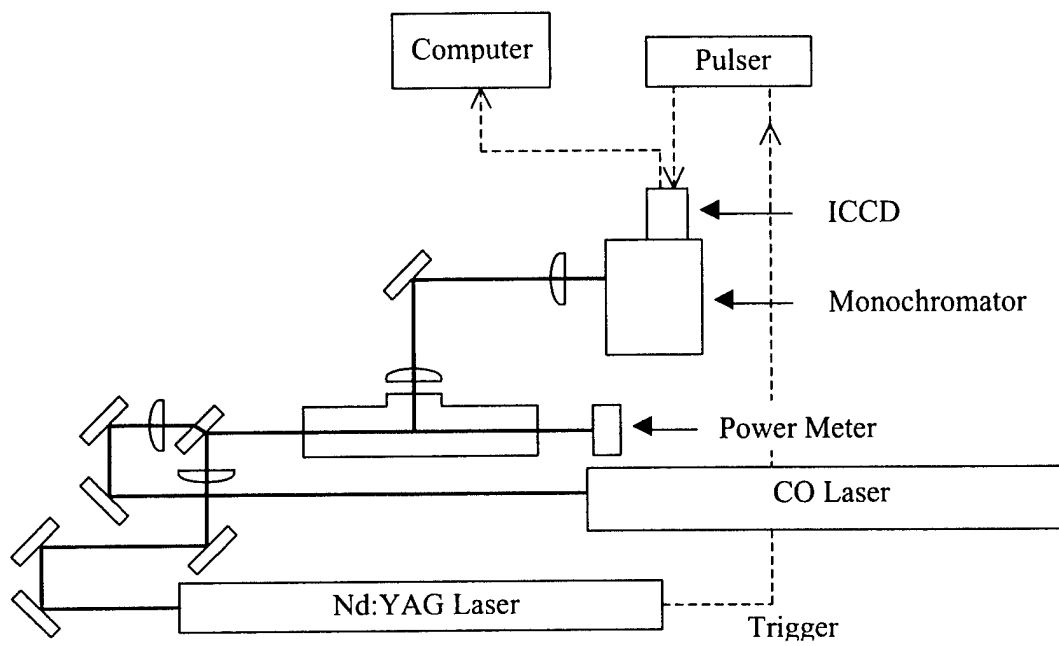 Computer
Pulser
ICCD
Monochromator
Power Meter
CO Laser
Nd:YAG Laser
Trigger